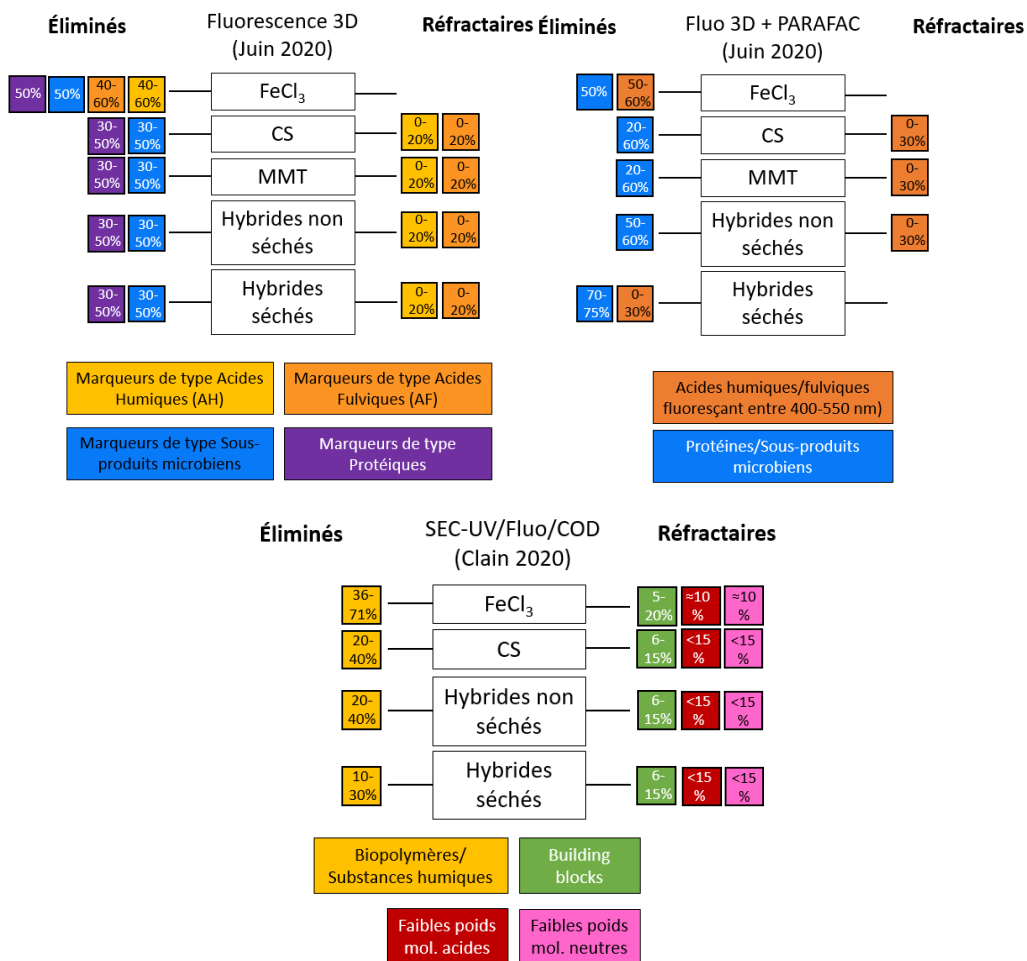 Éliminés
Fluorescence 3D
(Juin 2020)
Réfractaires
50%
50%
40-
60%
40-
60%
FeCl₃
30-
50%
30-
50%
CS
0-
20%
0-
20%
30-
50%
30-
50%
MMT
0-
20%
0-
20%
30-
50%
30-
50%
Hybrides non
séchés
0-
20%
0-
20%
30-
50%
30-
50%
Hybrides
séchés
0-
20%
0-
20%
Marqueurs de type Acides
Humiques (AH)
Marqueurs de type Acides
Fulviques (AF)
Marqueurs de type Sous-
produits microbiens
Marqueurs de type
Protéiques
Éliminés
Fluo 3D + PARAFAC
(Juin 2020)
Réfractaires
50%
50-
60%
FeCl₃
20-
60%
CS
0-
30%
20-
60%
MMT
0-
30%
50-
60%
Hybrides non
séchés
0-
30%
70-
75%
0-
30%
Hybrides
séchés
Acides humiques/fulviques
fluoresçant entre 400-550 nm)
Protéines/Sous-produits
microbiens
Éliminés
SEC-UV/Fluo/COD
(Clain 2020)
Réfractaires
36-
71%
FeCl₃
5-
20%
≈10
%
≈10
%
20-
40%
CS
6-
15%
<15
%
<15
%
20-
40%
Hybrides non
séchés
6-
15%
<15
%
<15
%
10-
30%
Hybrides
séchés
6-
15%
<15
%
<15
%
Biopolymères/
Substances humiques
Building
blocks
Faibles poids
mol. acides
Faibles poids
mol. neutres